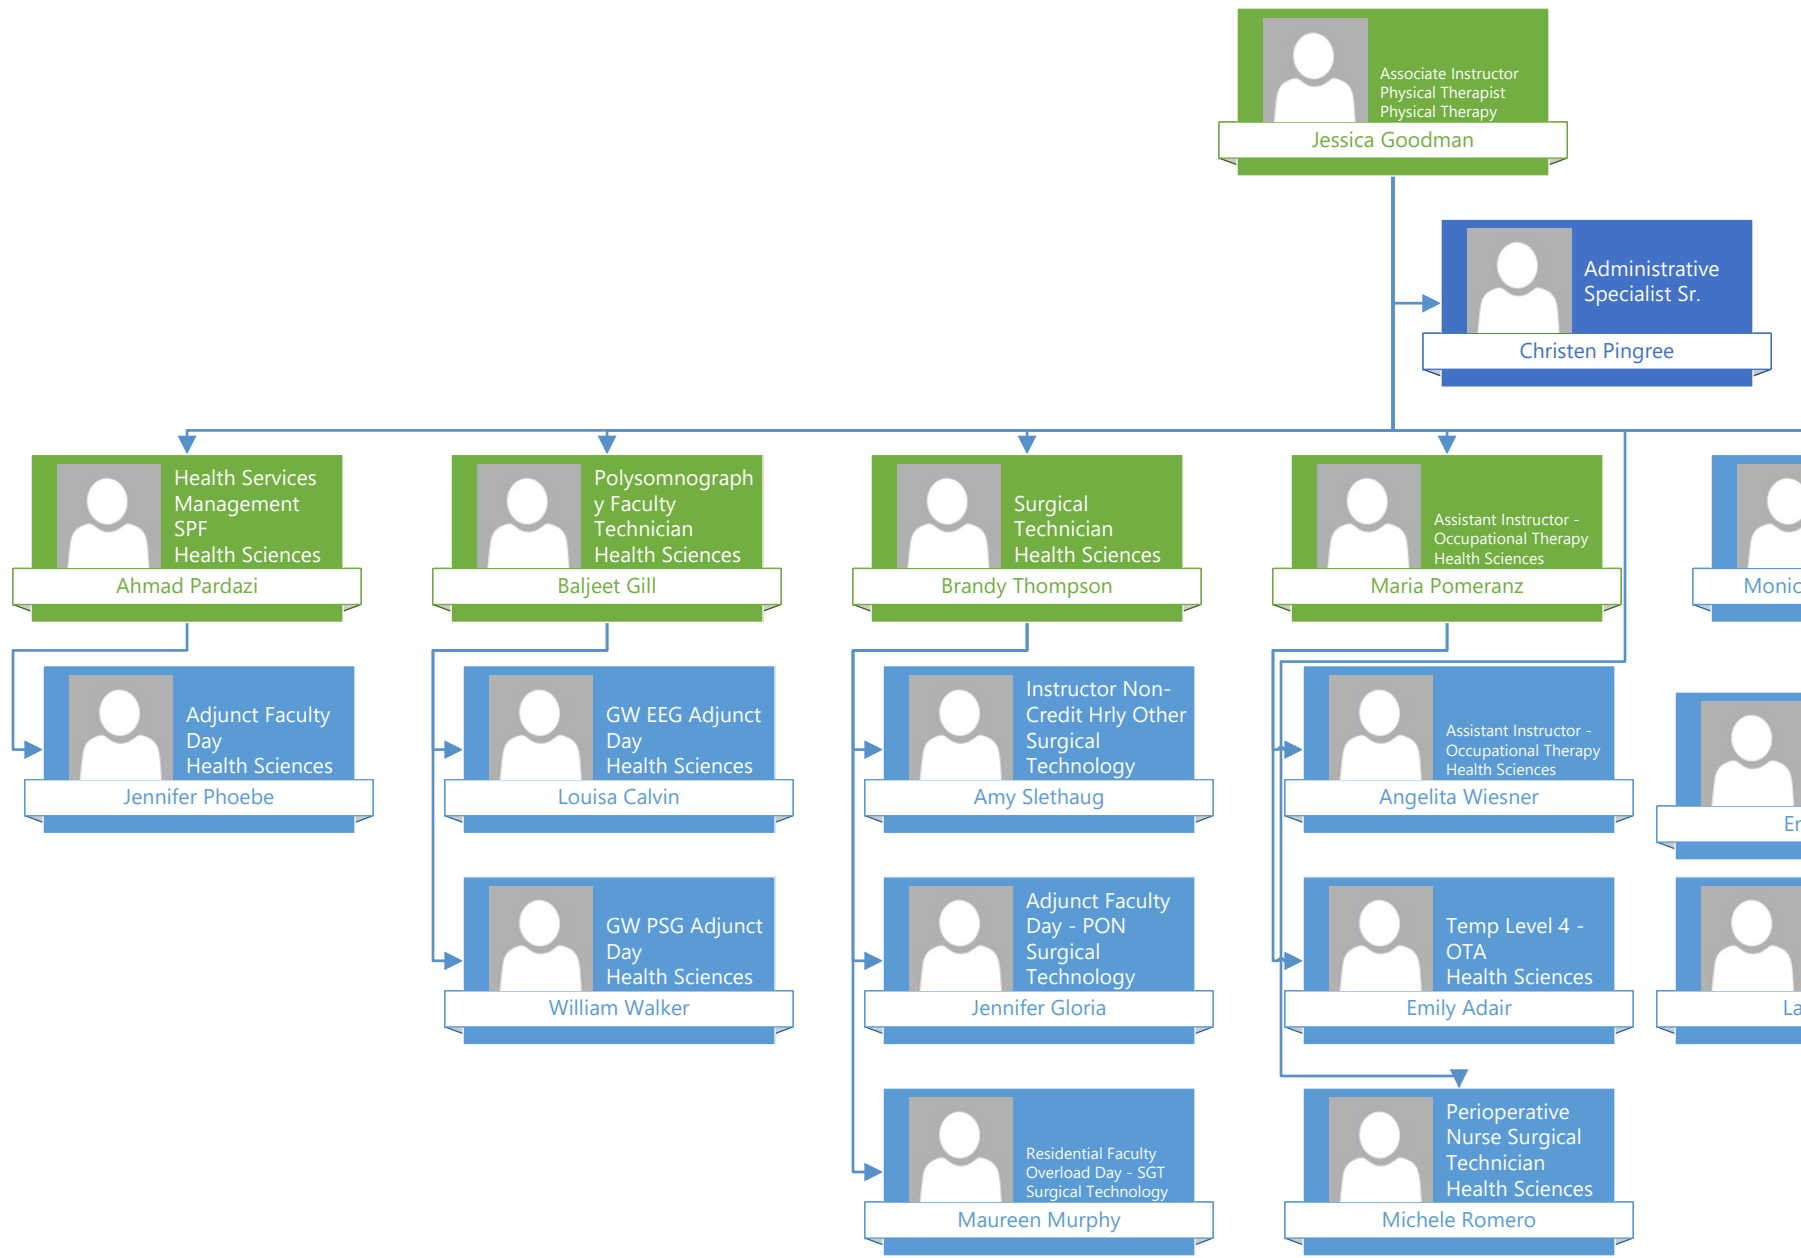 Associate Instructor
Physical Therapist
Physical Therapy
Jessica Goodman
Administrative
Specialist Sr.
Christen Pingree
Health Services
Management
SPF
Health Sciences
Ahmad Pardazi
Polysomnograph
y Faculty
Technician
Health Sciences
Baljeet Gill
Surgical
Technician
Health Sciences
Brandy Thompson
Assistant Instructor -
Occupational Therapy
Health Sciences
Maria Pomeranz
Monic
Adjunct Faculty
Day
Health Sciences
Jennifer Phoebe
GW EEG Adjunct
Day
Health Sciences
Louisa Calvin
Instructor Non-
Credit Hrly Other
Surgical
Technology
Amy Slethaug
Assistant Instructor -
Occupational Therapy
Health Sciences
Angelita Wiesner
Er
GW PSG Adjunct
Day
Health Sciences
William Walker
Adjunct Faculty
Day - PON
Surgical
Technology
Jennifer Gloria
Temp Level 4 -
OTA
Health Sciences
Emily Adair
La
Residential Faculty
Overload Day - SGT
Surgical Technology
Maureen Murphy
Perioperative
Nurse Surgical
Technician
Health Sciences
Michele Romero